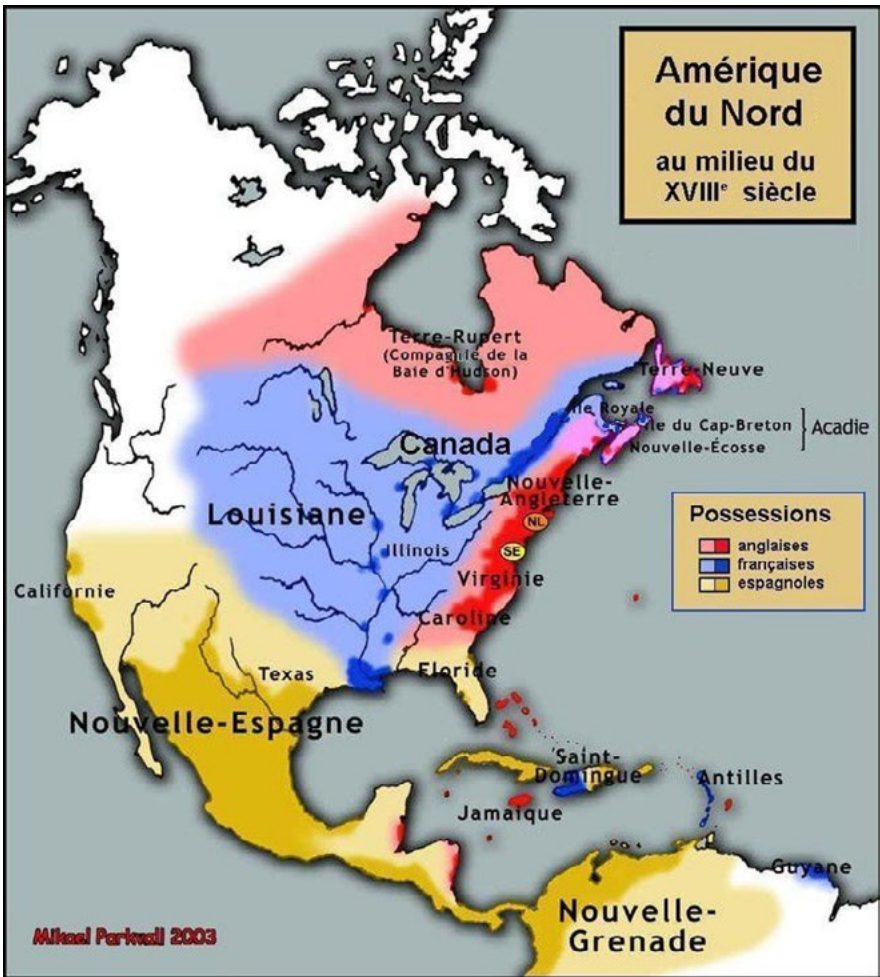 Amérique
du Nord
au milieu du
XVIIIe siècle
Terre-Rupert
(Compagnie de la
Baie d'Hudson)
Terre-Neuve
Île Royale
Île du Cap-Breton
Acadie
Nouvelle-Écosse
Canada
Nouvelle-
Angleterre
NL
Louisiane
Illinois
SE
Virginie
Possessions
anglaises
françaises
espagnoles
Californie
Caroline
Texas
Floride
Nouvelle-Espagne
Saint-
Domingue
Antilles
Jamaïque
Guyane
Nouvelle-
Grenade
Mikael Parkvall 2003